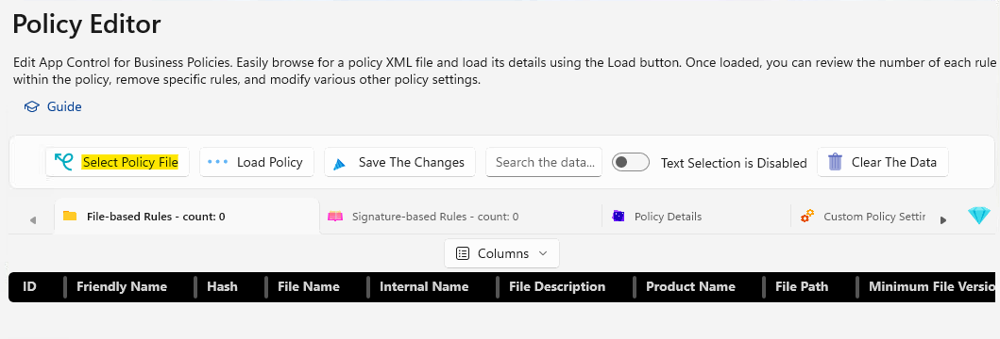 Policy Editor
Edit App Control for Business Policies. Easily browse for a policy XML file and load its details using the Load button. Once loaded, you can review the number of each rule
within the policy, remove specific rules, and modify various other policy settings.
Guide
Select Policy File Load Policy Save The Changes Search the data... Text Selection is Disabled Clear The Data
File-based Rules - count: 0 Signature-based Rules - count: 0 Policy Details Custom Policy Settin
Columns
ID Friendly Name Hash File Name Internal Name File Description Product Name File Path Minimum File Versio